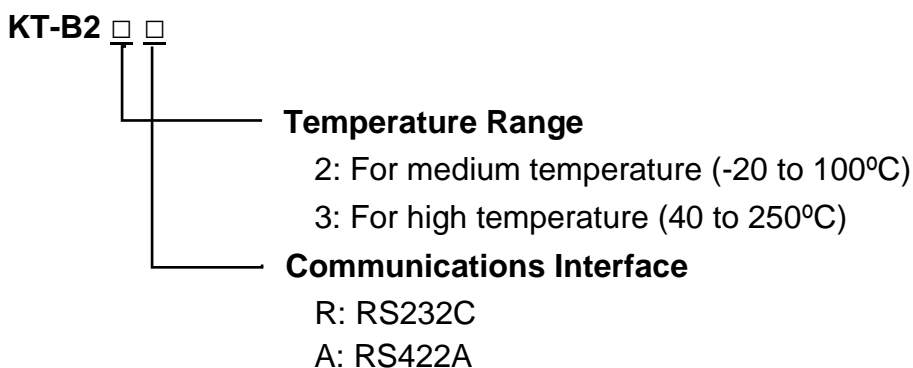 KT-B2 □ □
Temperature Range
2: For medium temperature (-20 to 100ºC)
3: For high temperature (40 to 250ºC)
Communications Interface
R: RS232C
A: RS422A